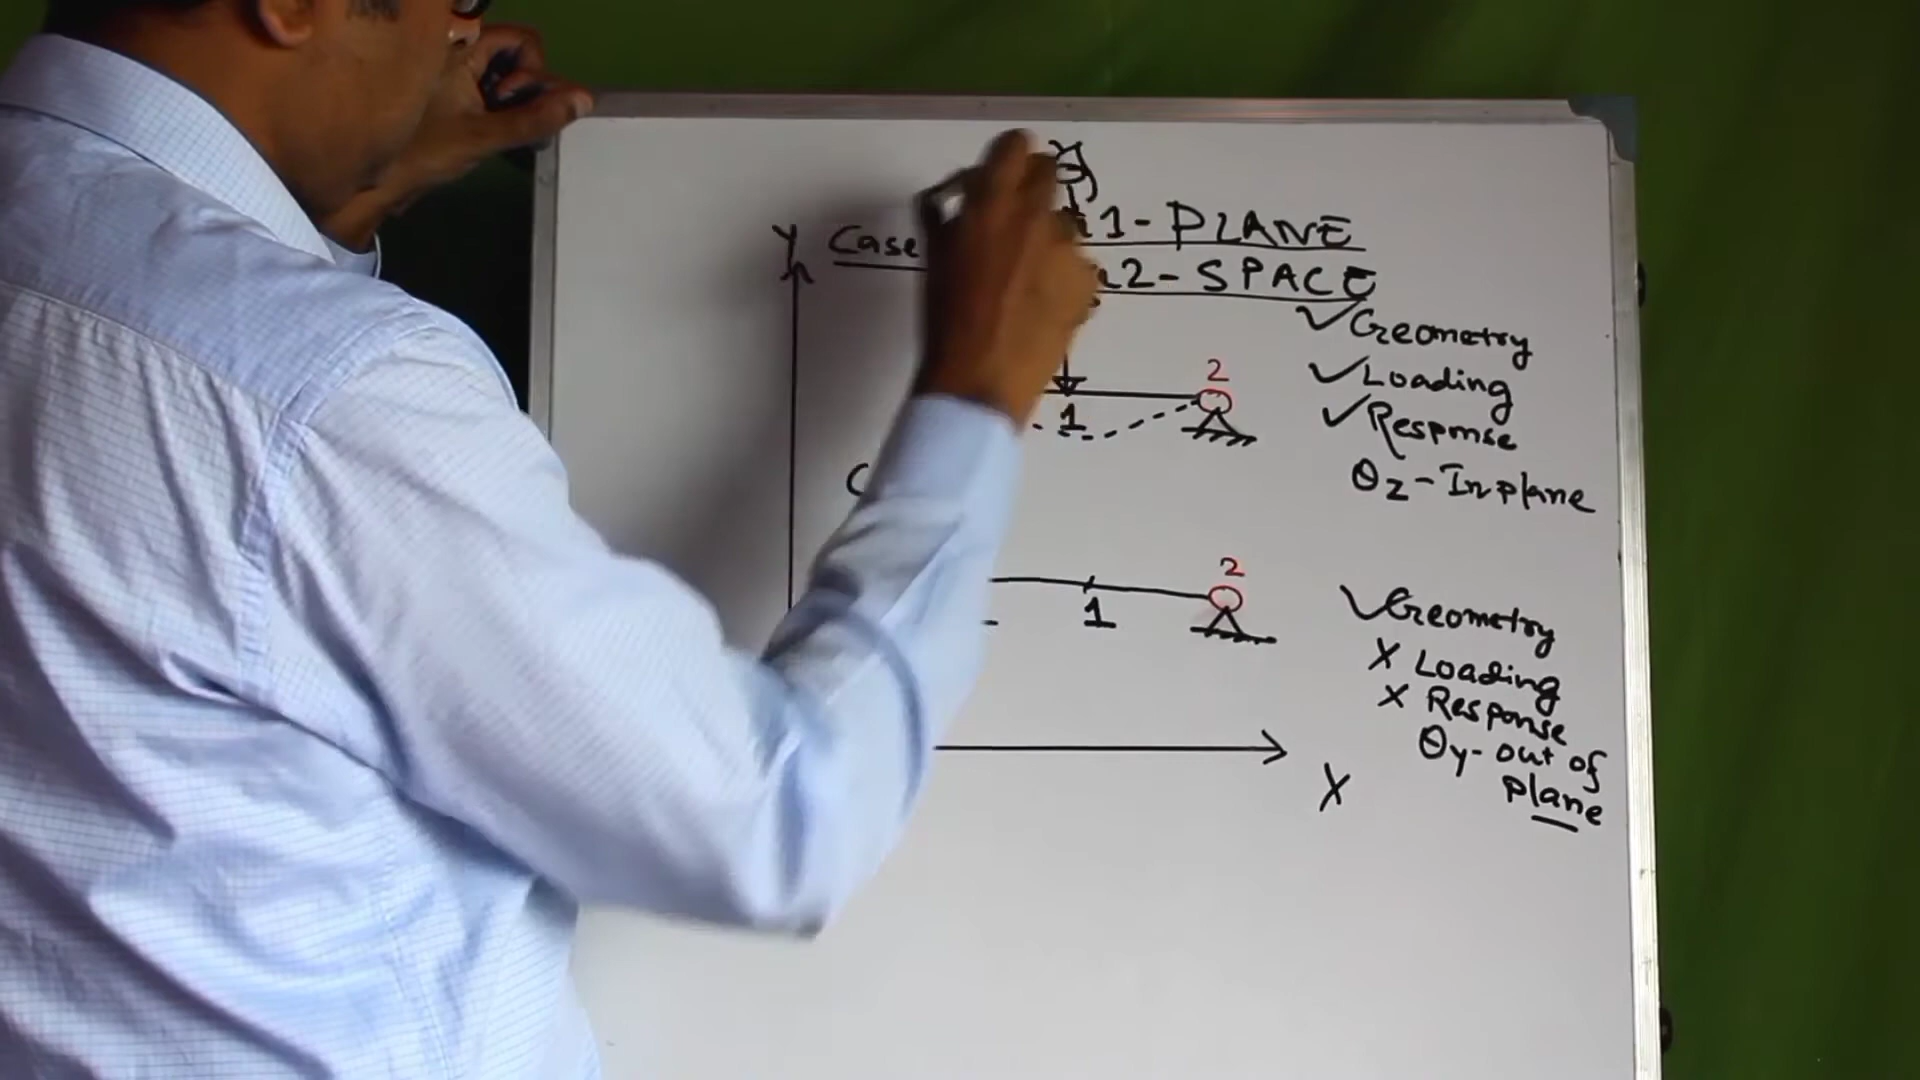 Y Case 1 - PLANE
2 - SPACE
✓ Geometry
✓ Loading
✓ Response
θz - Inplane
2
1
2
1
✓ Geometry
X Loading
X Response
θy - out of
plane
X